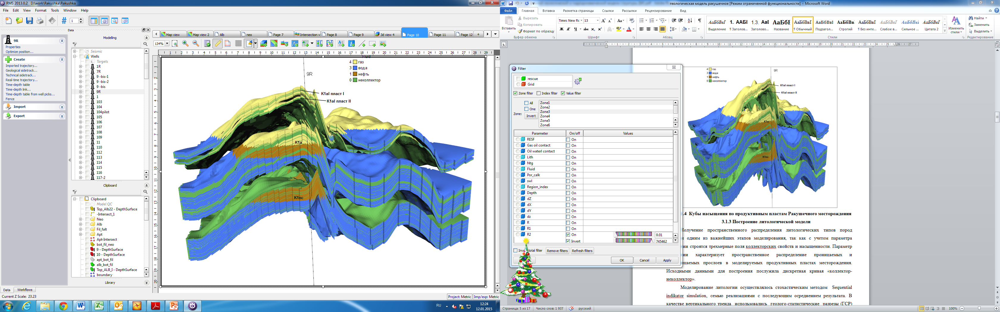 RMS 2013.0.2 D:\work\Rakushka\Rakushka
File Edit View Format Tools Window Help
1
Data
9R
Properties
Optimize position...
Create
Imported trajectory...
Geological sidetrack...
Technical sidetrack...
Real-time trajectory...
Time-depth table
Time-depth link...
Time-depth table from well picks...
Fence
Import
Export
Modelling
Seismic
Wells
Targets
1R
7R
9 -bis-1
9 -bis-2
9 -bis
9R
1
103
104
104pilot
105
106
107
108
109
11
110
112
113
114
115
116
117-2
Clipboard
Clipboard
Model QC
Top_Alb22 - DepthSurface
-Intersect_1
Neo
Alb
Fil_falt
Apt
Apt-Intersect
bot_fil_neo
9 - DepthSurface
10 - DepthSurface
apt_bot_fil
alb_bot_fil
Top_ALB_I - DepthSurface
boundary
Library
Data Workflows
Current Z Scale: 23.23
Map view Map view 2 Alb neo Page 7 Intersection v Page 8 Page 9 3d view 4 Page 10 Page 11 Page 12
134%
1 2 3 4 5 6 7 8 9 10 11 12 13 14 15 16 17 18 19 20 21 22 23 24 25 26 27 28 29
1
2
3
4
5
6
7
8
9
10
11
12
13
14
15
16
17
18
19
20
Fluid
4 газ
3 вода
1 нефть
0 неколлектор
9R
K1al пласт I
K1al пласт II
K1a
K1nc
Project: Metric Imp/exp: Metric
RU
12:24
12.01.2015
геологическая модель ракушечное [Режим ограниченной функциональности] - Microsoft Word
Файл Главная Вставка Разметка страницы Ссылки Рассылки Рецензирование Вид
Вставить
Вырезать
Копировать
Формат по образцу
Буфер обмена
Times New Rc 13
Ж К Ч
Шрифт
Абзац
АаБбВвГ 1. ААБІ 1.3. АаБ АаБбІ АаБбВвГ АаБбВвІ АаБбВв АаБбВвІ АаБбВвГ АаБбВвГ АаБбВвГ
Выделение ¶ Заголов... Заголово... Название ¶ Обычный Подзагол... Строгий ¶ Без инте... Слабое в... Сильное ... Цитата 2
Стили
Изменить стили
Найти
Заменить
Выделить
Редактирование
Filter
rescue
Grid
Zone filter Index filter Value filter
All
One
Zone:
Invert
Zone1
Zone2
Zone3
Zone4
Zone5
Zone6
Parameter On/off Values
RESF On
Gas oil contact On
Oil waterl contact On
Lith On
Ntg On
Fluid On
Por_calk On
swl On
Region_index On
Depth On
dZ On
dX On
dY On
dz On
R On
R1 On
R2 On 0.01
Invert 745462
Inv total filter Remove filters Refresh filters
OK Cancel Apply
4 газ
3 вода
1 нефть
0 неколлектор
9R
K1al пласт I
K1al пласт II
K1a
K1nc
.4 Кубы насыщения по продуктивным пластам Ракушечного месторождения
3.1.3 Построение литологической модели
олучение пространственного распределения литологических типов пород
одним из важнейших этапов моделирования, так как с учетом параметра
ии строятся трехмерные поля коллекторских свойств и насыщенности. Параметр
ии характеризует пространственное распределение проницаемых и
ицаемых прослоев в моделируемых продуктивных пластах месторождения.
Исходными данными для построения послужила дискретная кривая «коллектор-
неколлектор».
Моделирование литологии осуществлялось стохастическим методом Sequential
indikator simulation, семью реализациями с последующим осреднением результата. В
качестве вертикального тренда использовались геолого-статистические разрезы (ГСР)
Страница: 5 из 17 Число слов: 1 937 русский 100%